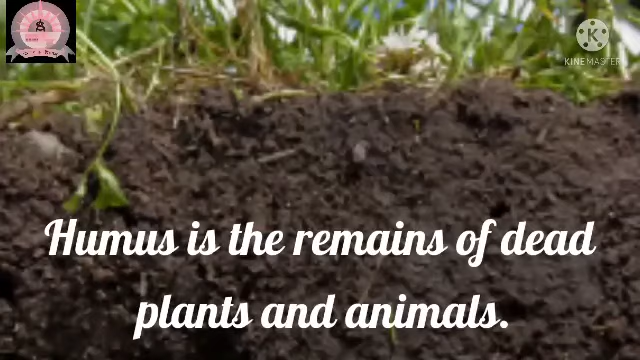 KINEMASTER
Humus is the remains of dead
plants and animals.